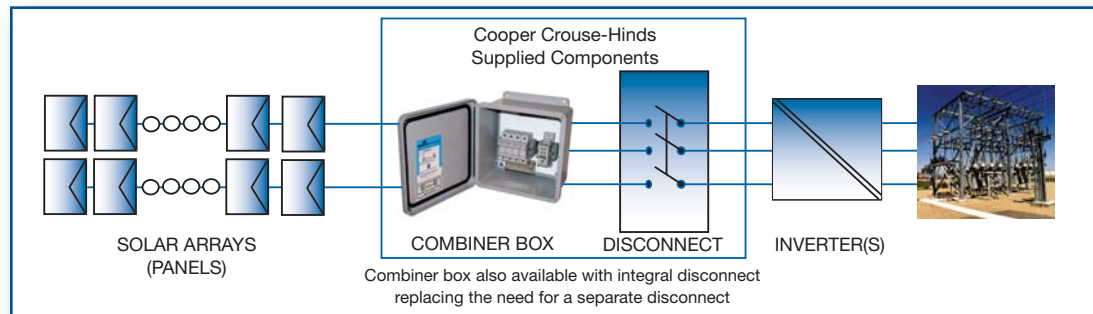 Cooper Crouse-Hinds
Supplied Components
SOLAR ARRAYS
(PANELS)
COMBINER BOX
DISCONNECT
INVERTER(S)
Combiner box also available with integral disconnect
replacing the need for a separate disconnect